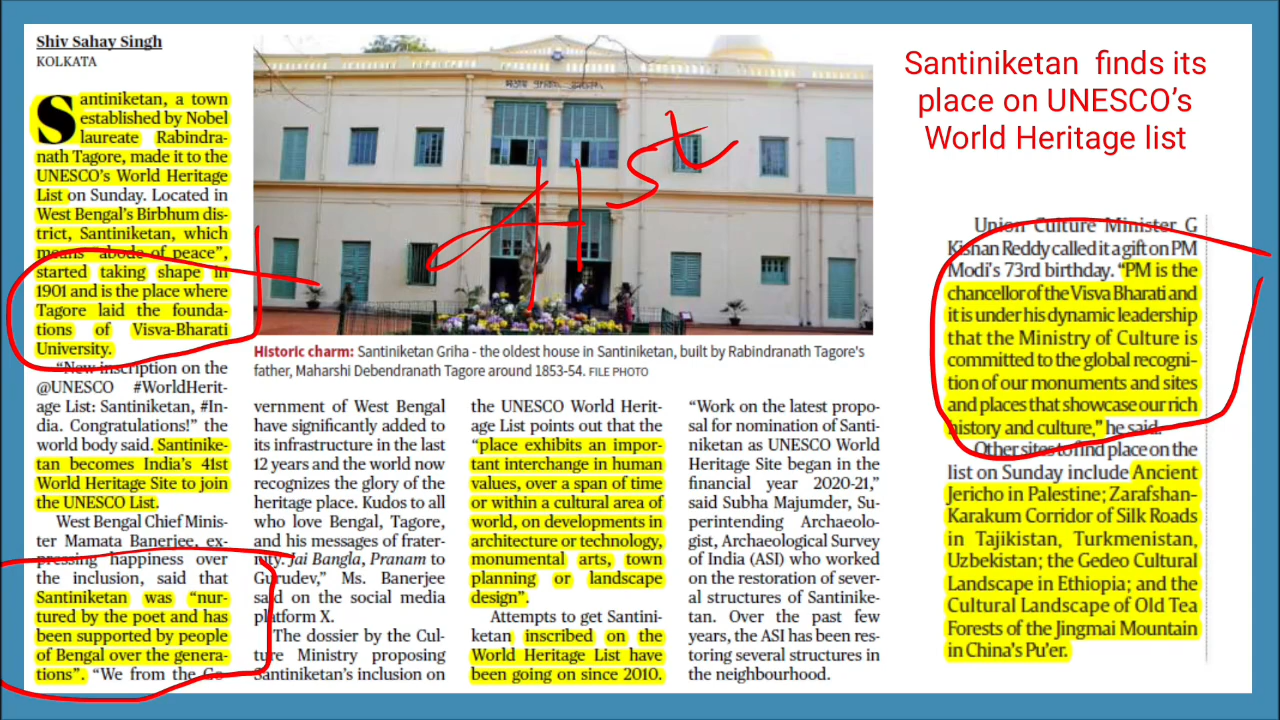 Shiv Sahay Singh
KOLKATA
Santiniketan, a town
established by Nobel
laureate Rabindra-
nath Tagore, made it to the
UNESCO's World Heritage
List on Sunday. Located in
West Bengal's Birbhum dis-
trict, Santiniketan, which
means "abode of peace",
started taking shape in
1901 and is the place where
Tagore laid the founda-
tions of Visva-Bharati
University.
"New inscription on the
@UNESCO #WorldHerit-
age List: Santiniketan, #In-
dia. Congratulations!" the
world body said. Santinike-
tan becomes India's 41st
World Heritage Site to join
the UNESCO List.
West Bengal Chief Minis-
ter Mamata Banerjee, ex-
pressing happiness over
the inclusion, said that
Santiniketan was "nur-
tured by the poet and has
been supported by people
of Bengal over the genera-
tions". "We from the Go-
41st
Historic charm: Santiniketan Griha - the oldest house in Santiniketan, built by Rabindranath Tagore's
father, Maharshi Debendranath Tagore around 1853-54. FILE PHOTO
vernment of West Bengal
have significantly added to
its infrastructure in the last
12 years and the world now
recognizes the glory of the
heritage place. Kudos to all
who love Bengal, Tagore,
and his messages of frater-
nity. Jai Bangla, Pranam to
Gurudev," Ms. Banerjee
said on the social media
platform X.
The dossier by the Cul-
ture Ministry proposing
Santiniketan's inclusion on
the UNESCO World Herit-
age List points out that the
"place exhibits an impor-
tant interchange in human
values, over a span of time
or within a cultural area of
world, on developments in
architecture or technology,
monumental arts, town
planning or landscape
design".
Attempts to get Santini-
ketan inscribed on the
World Heritage List have
been going on since 2010.
"Work on the latest propo-
sal for nomination of Santi-
niketan as UNESCO World
Heritage Site began in the
financial year 2020-21,"
said Subha Majumder, Su-
perintending Archaeolo-
gist, Archaeological Survey
of India (ASI) who worked
on the restoration of sever-
al structures of Santinike-
tan. Over the past few
years, the ASI has been res-
toring several structures in
the neighbourhood.
Santiniketan finds its
place on UNESCO's
World Heritage list
Union Culture Minister G
Kishan Reddy called it a gift on PM
Modi's 73rd birthday. "PM is the
chancellor of the Visva Bharati and
it is under his dynamic leadership
that the Ministry of Culture is
committed to the global recogni-
tion of our monuments and sites
and places that showcase our rich
history and culture," he said.
Other sites to find place on the
list on Sunday include Ancient
Jericho in Palestine; Zarafshan-
Karakum Corridor of Silk Roads
in Tajikistan, Turkmenistan,
Uzbekistan; the Gedeo Cultural
Landscape in Ethiopia; and the
Cultural Landscape of Old Tea
Forests of the Jingmai Mountain
in China's Pu'er.